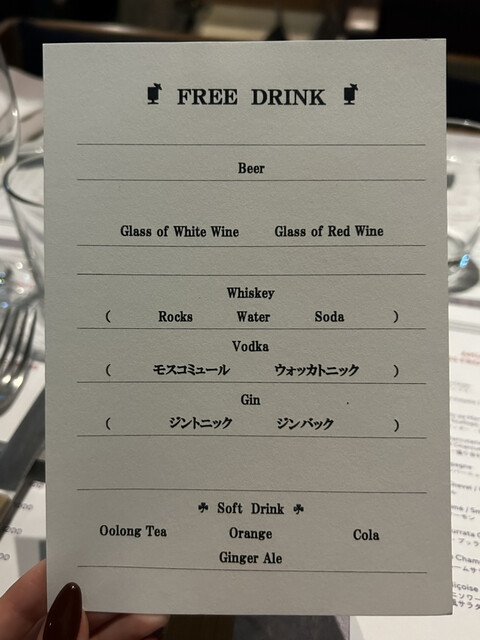 FREE DRINK
Beer
Glass of White Wine Glass of Red Wine
Whiskey
( Rocks Water Soda )
Vodka
( モスコミュール ウォッカトニック )
Gin
( ジントニック ジンバック )
Soft Drink
Oolong Tea Orange Cola
Ginger Ale